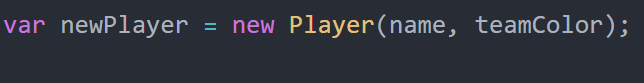 var newPlayer = new Player(name, teamColor);